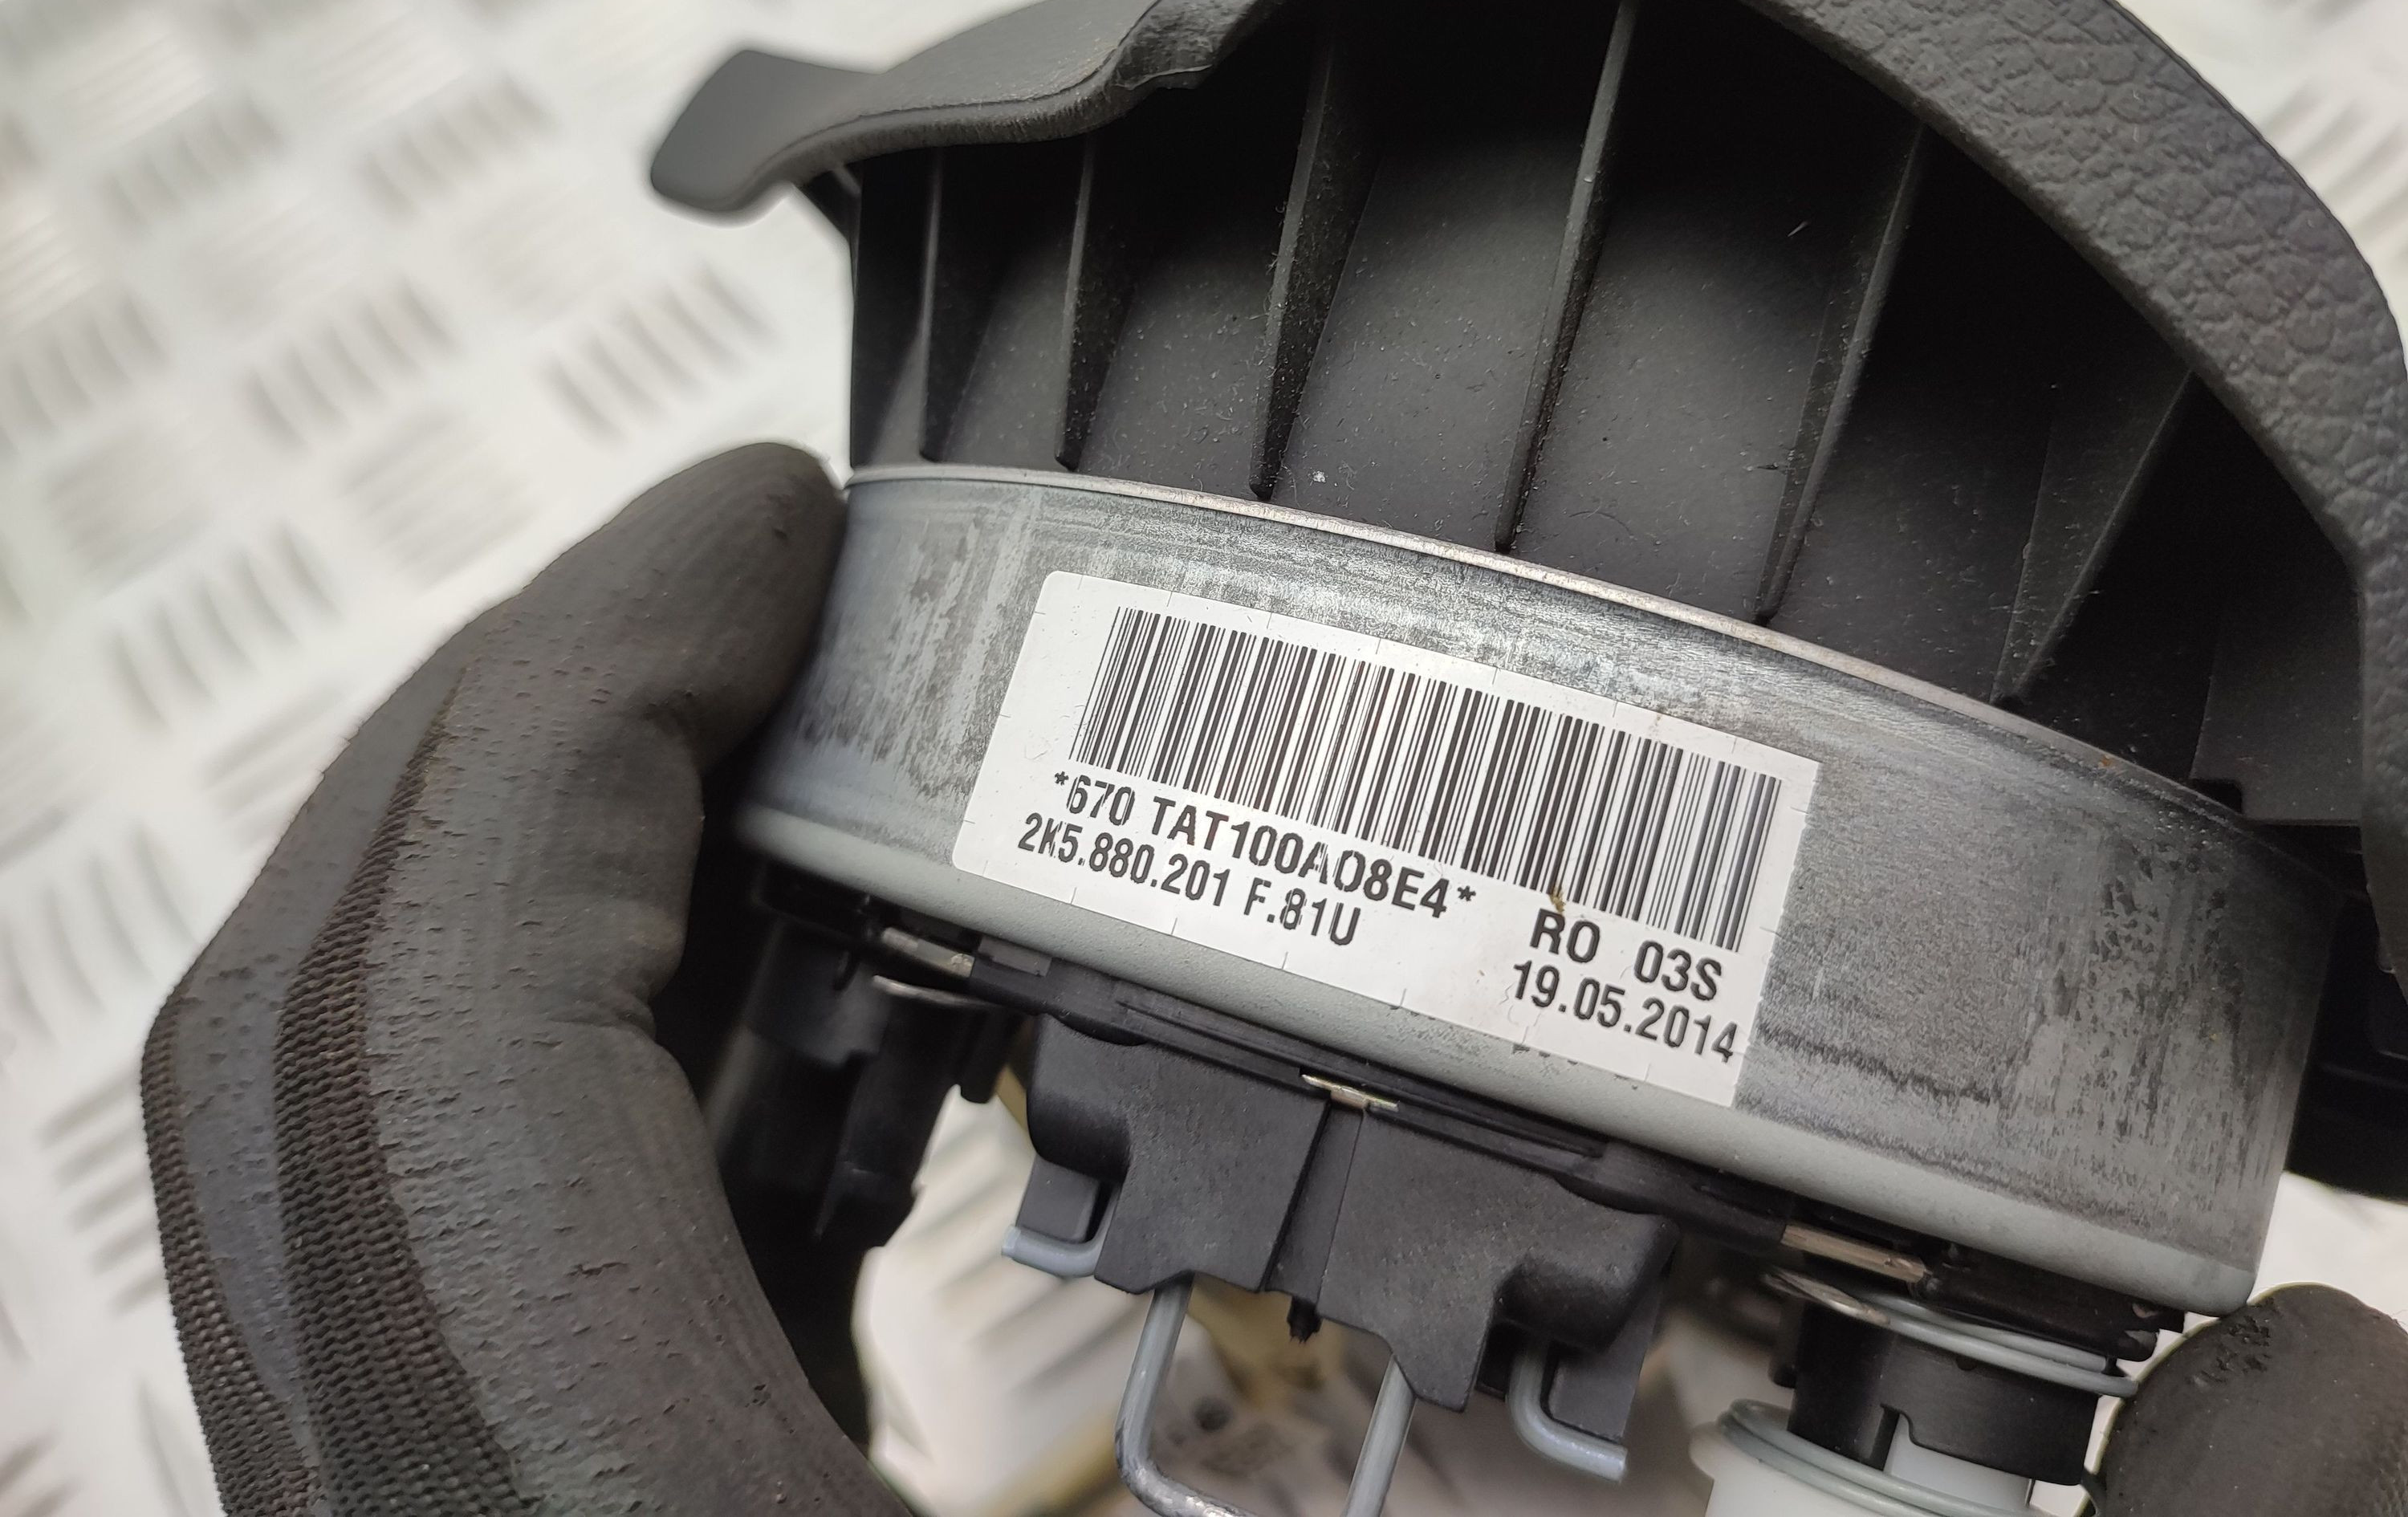 *670 TAT100A08E4* RO 03S
2K5.880.201 F.81U 19.05.2014